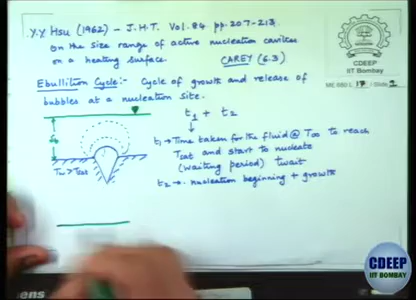 Y.Y Hsu (1962) - J.H.T. Vol. 84 pp. 207-213.
On the size range of active nucleation cavities
on a heating surface. CAREY (6.3)
Ebullition Cycle:- Cycle of growth and release of
bubbles at a nucleation site.
t1 + t2
t1 → Time taken for the fluid @ T∞ to reach
Tsat and start to nucleate
(waiting period) twait
t2 → nucleation beginning + growth
Tw > Tsat
CDEEP
IIT Bombay
CDEEP
IIT BOMBAY